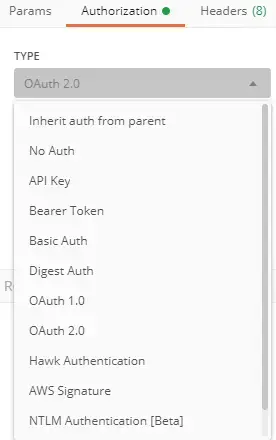 Params Authorization Headers (8)
TYPE
OAuth 2.0
Inherit auth from parent
No Auth
API Key
Bearer Token
Basic Auth
Digest Auth
OAuth 1.0
OAuth 2.0
Hawk Authentication
AWS Signature
NTLM Authentication [Beta]